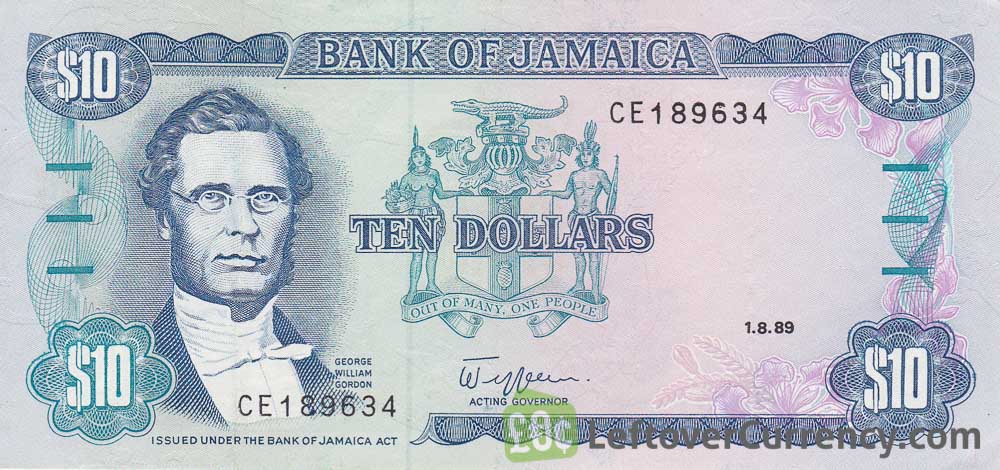 BANK OF JAMAICA
$10
$10
CE189634
TEN DOLLARS
OUT OF MANY, ONE PEOPLE
1.8.89
GEORGE
WILLIAM
GORDON
ACTING GOVERNOR
CE189634
$10
$10
ISSUED UNDER THE BANK OF JAMAICA ACT
£$€
LeftoverCurrency.com